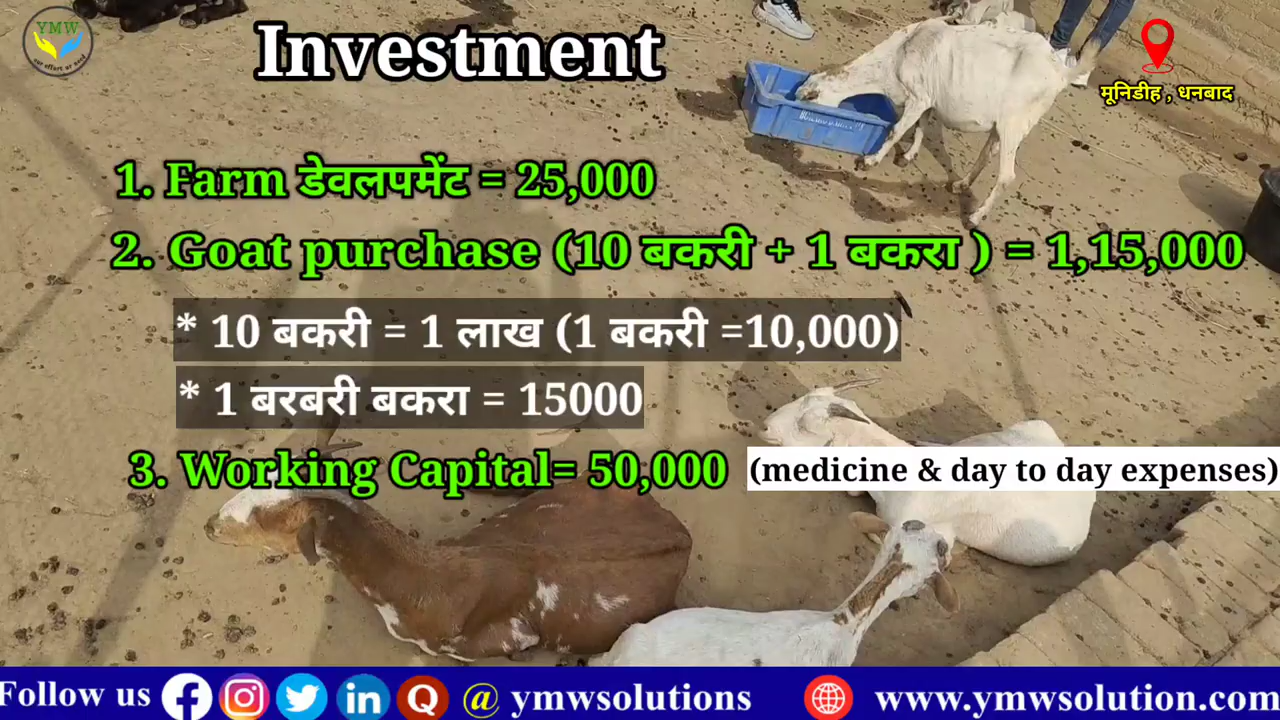 YMW
our effort ur need
Investment
मूनिडीह , धनबाद
1. Farm डेवलपमेंट = 25,000
2. Goat purchase (10 बकरी + 1 बकरा ) = 1,15,000
* 10 बकरी = 1 लाख (1 बकरी =10,000)
* 1 बरबरी बकरा = 15000
3. Working Capital= 50,000 (medicine & day to day expenses)
Follow us @ ymwsolutions www.ymwsolution.com